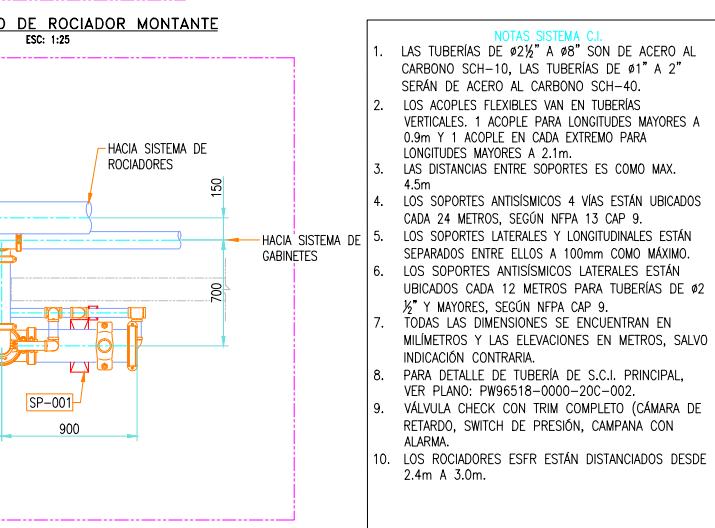 O DE ROCIADOR MONTANTE
ESC: 1:25
HACIA SISTEMA DE
ROCIADORES
150
HACIA SISTEMA DE
GABINETES
700
SP-001
900
NOTAS SISTEMA C.I.
1. LAS TUBERÍAS DE ø2½" A ø8" SON DE ACERO AL
CARBONO SCH-10, LAS TUBERÍAS DE ø1" A 2"
SERÁN DE ACERO AL CARBONO SCH-40.
2. LOS ACOPLES FLEXIBLES VAN EN TUBERÍAS
VERTICALES. 1 ACOPLE PARA LONGITUDES MAYORES A
0.9m Y 1 ACOPLE EN CADA EXTREMO PARA
LONGITUDES MAYORES A 2.1m.
3. LAS DISTANCIAS ENTRE SOPORTES ES COMO MAX.
4.5m
4. LOS SOPORTES ANTISÍSMICOS 4 VÍAS ESTÁN UBICADOS
CADA 24 METROS, SEGÚN NFPA 13 CAP 9.
5. LOS SOPORTES LATERALES Y LONGITUDINALES ESTÁN
SEPARADOS ENTRE ELLOS A 100mm COMO MÁXIMO.
6. LOS SOPORTES ANTISÍSMICOS LATERALES ESTÁN
UBICADOS CADA 12 METROS PARA TUBERÍAS DE ø2
½" Y MAYORES, SEGÚN NFPA CAP 9.
7. TODAS LAS DIMENSIONES SE ENCUENTRAN EN
MILÍMETROS Y LAS ELEVACIONES EN METROS, SALVO
INDICACIÓN CONTRARIA.
8. PARA DETALLE DE TUBERÍA DE S.C.I. PRINCIPAL,
VER PLANO: PW96518-0000-20C-002.
9. VÁLVULA CHECK CON TRIM COMPLETO (CÁMARA DE
RETARDO, SWITCH DE PRESIÓN, CAMPANA CON
ALARMA.
10. LOS ROCIADORES ESFR ESTÁN DISTANCIADOS DESDE
2.4m A 3.0m.